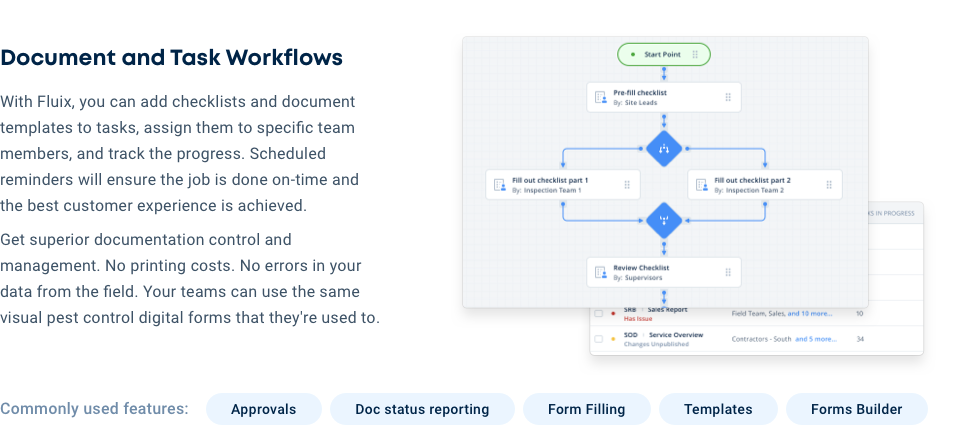 Document and Task Workflows
With Fluix, you can add checklists and document
templates to tasks, assign them to specific team
members, and track the progress. Scheduled
reminders will ensure the job is done on-time and
the best customer experience is achieved.
Get superior documentation control and
management. No printing costs. No errors in your
data from the field. Your teams can use the same
visual pest control digital forms that they're used to.
Start Point
Pre-fill checklist
By: Site Leads
Fill out checklist part 1
By: Inspection Team 1
Fill out checklist part 2
By: Inspection Team 2
Review Checklist
By: Supervisors
IN PROGRESS
SRB Sales Report
Has Issue
Field Team, Sales, and 10 more...
10
SOD Service Overview
Changes Unpublished
Contractors - South and 5 more...
34
Commonly used features:
Approvals
Doc status reporting
Form Filling
Templates
Forms Builder